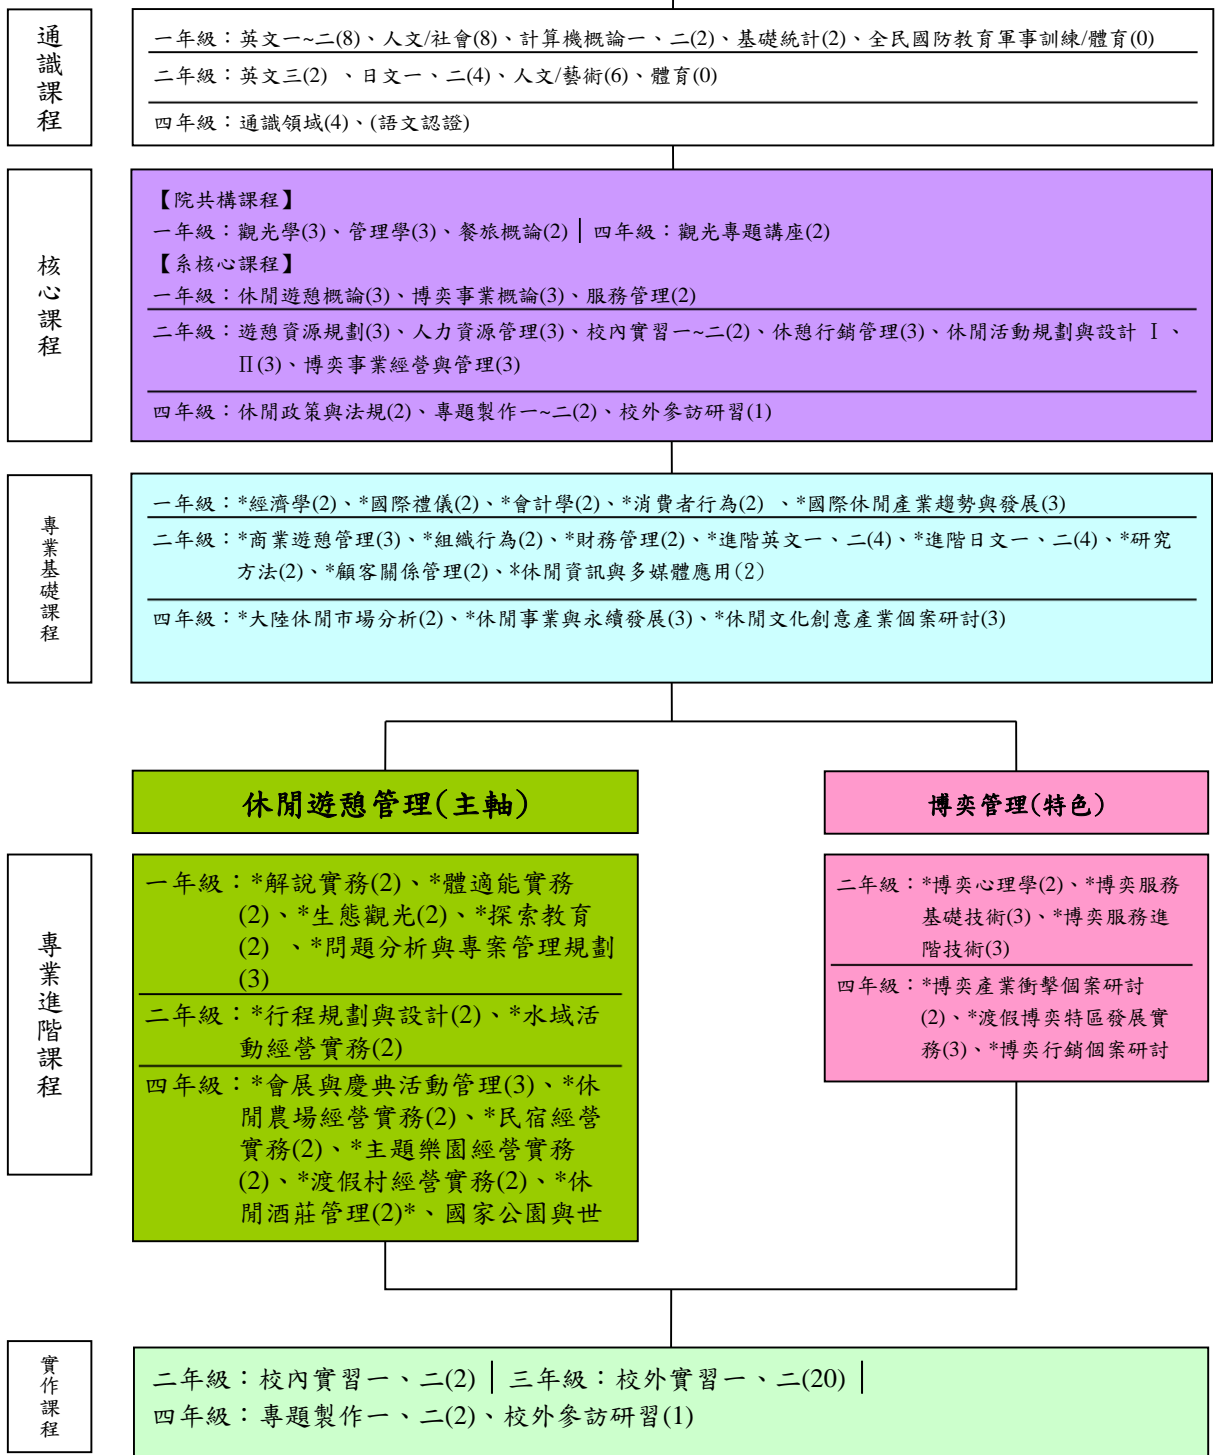 通識課程
一年級：英文一~二(8)、人文/社會(8)、計算機概論一、二(2)、基礎統計(2)、全民國防教育軍事訓練/體育(0)
二年級：英文三(2) 、日文一、二(4)、人文/藝術(6)、體育(0)
四年級：通識領域(4)、(語文認證)
核心課程
【院共構課程】
一年級：觀光學(3)、管理學(3)、餐旅概論(2)│四年級：觀光專題講座(2)
【系核心課程】
一年級：休閒遊憩概論(3)、博奕事業概論(3)、服務管理(2)
二年級：遊憩資源規劃(3)、人力資源管理(3)、校內實習一~二(2)、休憩行銷管理(3)、休閒活動規劃與設計 Ⅰ、
Ⅱ(3)、博奕事業經營與管理(3)
四年級：休閒政策與法規(2)、專題製作一~二(2)、校外參訪研習(1)
專業基礎課程
一年級：*經濟學(2)、*國際禮儀(2)、*會計學(2)、*消費者行為(2) 、*國際休閒產業趨勢與發展(3)
二年級：*商業遊憩管理(3)、*組織行為(2)、*財務管理(2)、*進階英文一、二(4)、*進階日文一、二(4)、*研究
方法(2)、*顧客關係管理(2)、*休閒資訊與多媒體應用(2)
四年級：*大陸休閒市場分析(2)、*休閒事業與永續發展(3)、*休閒文化創意產業個案研討(3)
休閒遊憩管理(主軸)
博奕管理(特色)
專業進階課程
一年級：*解說實務(2)、*體適能實務
(2)、*生態觀光(2)、*探索教育
(2) 、*問題分析與專案管理規劃
(3)
二年級：*行程規劃與設計(2)、*水域活
動經營實務(2)
四年級：*會展與慶典活動管理(3)、*休
閒農場經營實務(2)、*民宿經營
實務(2)、*主題樂園經營實務
(2)、*渡假村經營實務(2)、*休
閒酒莊管理(2)*、國家公園與世
二年級：*博奕心理學(2)、*博奕服務
基礎技術(3)、*博奕服務進
階技術(3)
四年級：*博奕產業衝擊個案研討
(2)、*渡假博奕特區發展實
務(3)、*博奕行銷個案研討
實作課程
二年級：校內實習一、二(2)│三年級：校外實習一、二(20)│
四年級：專題製作一、二(2)、校外參訪研習(1)